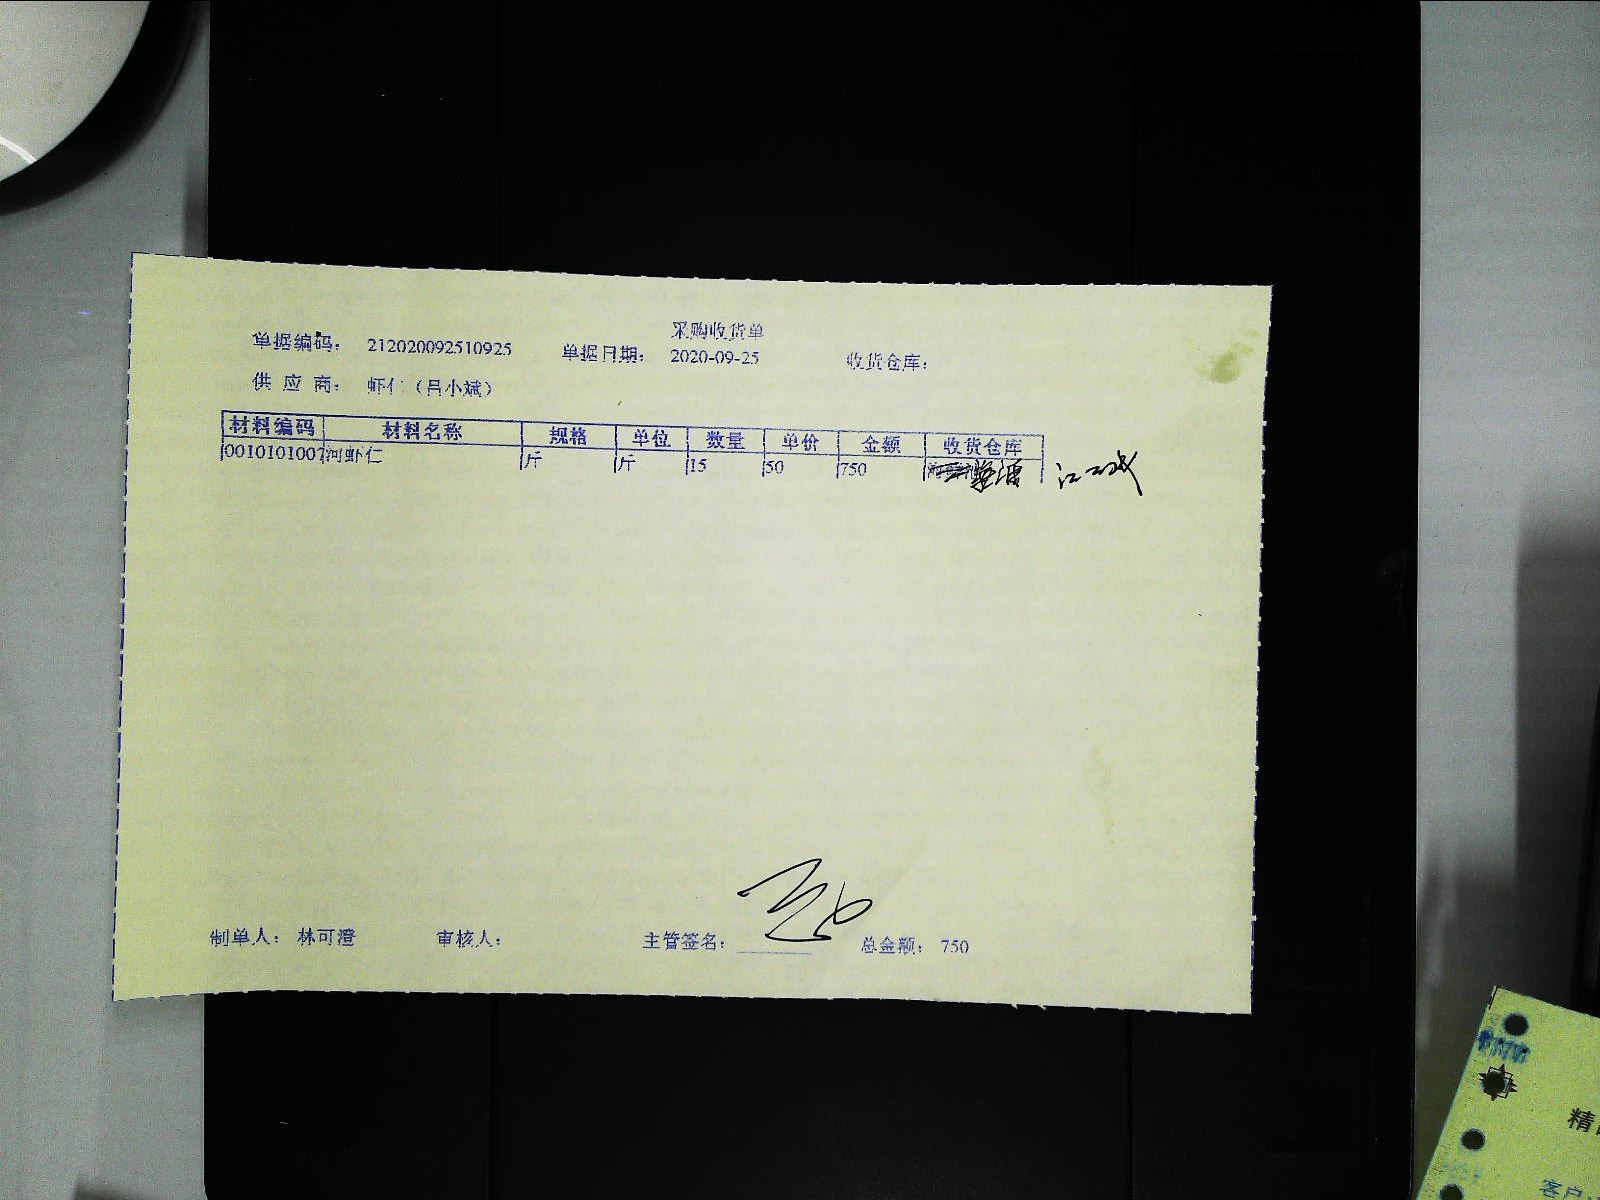 采购收货单
单据编码： 212020092510925 单据日期： 2020-09-25 收货仓库：
供 应 商： 虾仁（吕小斌）
材料编码 材料名称 规格 单位 数量 单价 金额 收货仓库
0010101007 河虾仁 斤 斤 15 50 750
制单人： 林可澄 审核人： 主管签名： 总金额： 750
精
客户